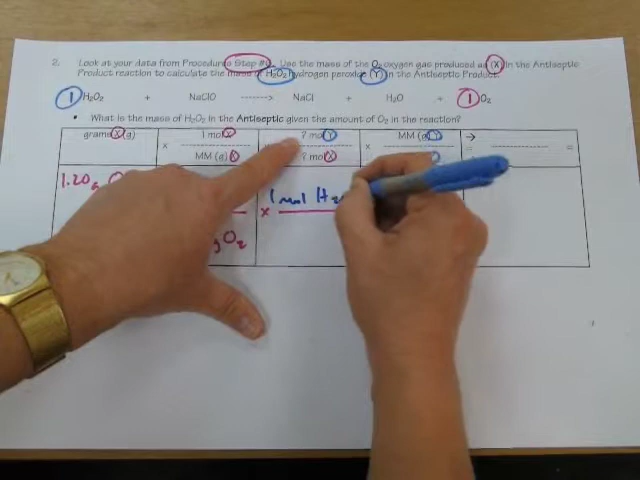 2. Look at your data from Procedure Step #1. Use the mass of the O₂ oxygen gas produced as (X) in the Antiseptic
Product reaction to calculate the mass of H₂O₂ hydrogen peroxide (Y) in the Antiseptic Product.
1 H₂O₂ + NaClO ------> NaCl + H₂O + 1 O₂
• What is the mass of H₂O₂ in the Antiseptic given the amount of O₂ in the reaction?
grams X (g) x 1 mol X ? mol Y x MM (g) Y → =
MM (g) X ? mol X =
1.20g 1 mol H₂ x
g O₂